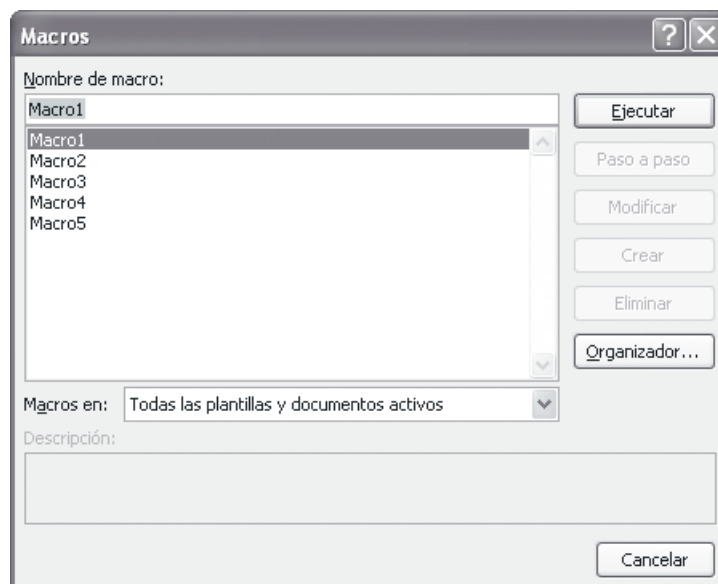 Macros
Nombre de macro:
Macro1
Ejecutar
Macro1
Macro2
Macro3
Macro4
Macro5
Paso a paso
Modificar
Crear
Eliminar
Organizador...
Macros en: Todas las plantillas y documentos activos
Descripción:
Cancelar